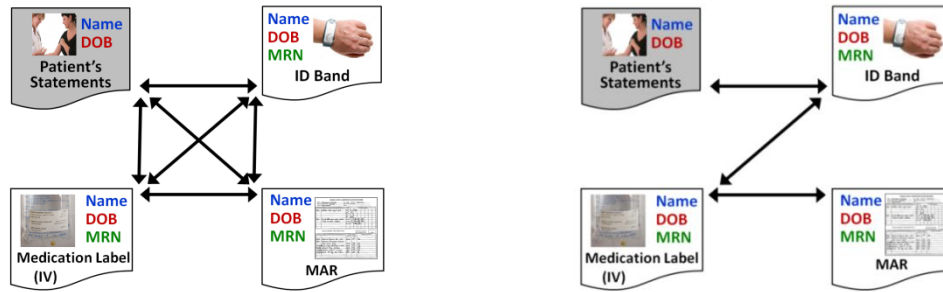 Name
DOB
Patient's
Statements
Name
DOB
MRN
ID Band
Name
DOB
MRN
Medication Label
(IV)
Name
DOB
MRN
MAR
Name
DOB
Patient's
Statements
Name
DOB
MRN
ID Band
Name
DOB
MRN
Medication Label
(IV)
Name
DOB
MRN
MAR